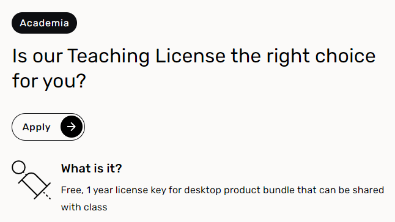 Academia
Is our Teaching License the right choice
for you?
Apply
What is it?
Free, 1 year license key for desktop product bundle that can be shared
with class